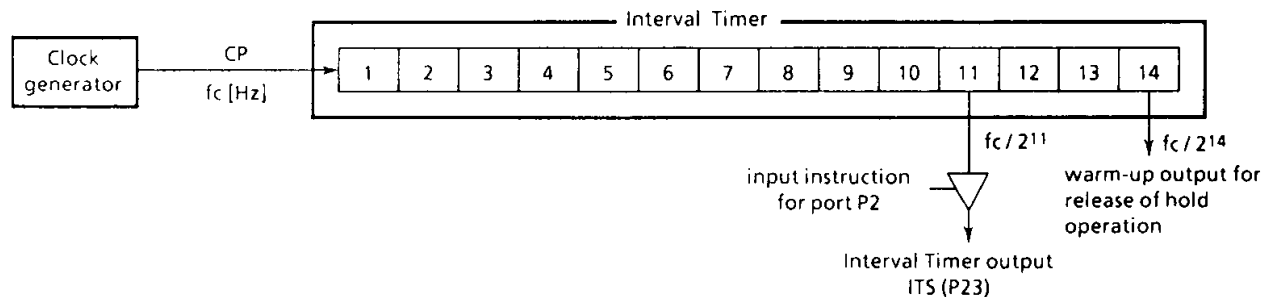 Interval Timer
Clock
generator
CP
fc [Hz]
1 2 3 4 5 6 7 8 9 10 11 12 13 14
fc / 2¹¹
fc / 2¹⁴
input instruction
for port P2
warm-up output for
release of hold
operation
Interval Timer output
ITS (P23)